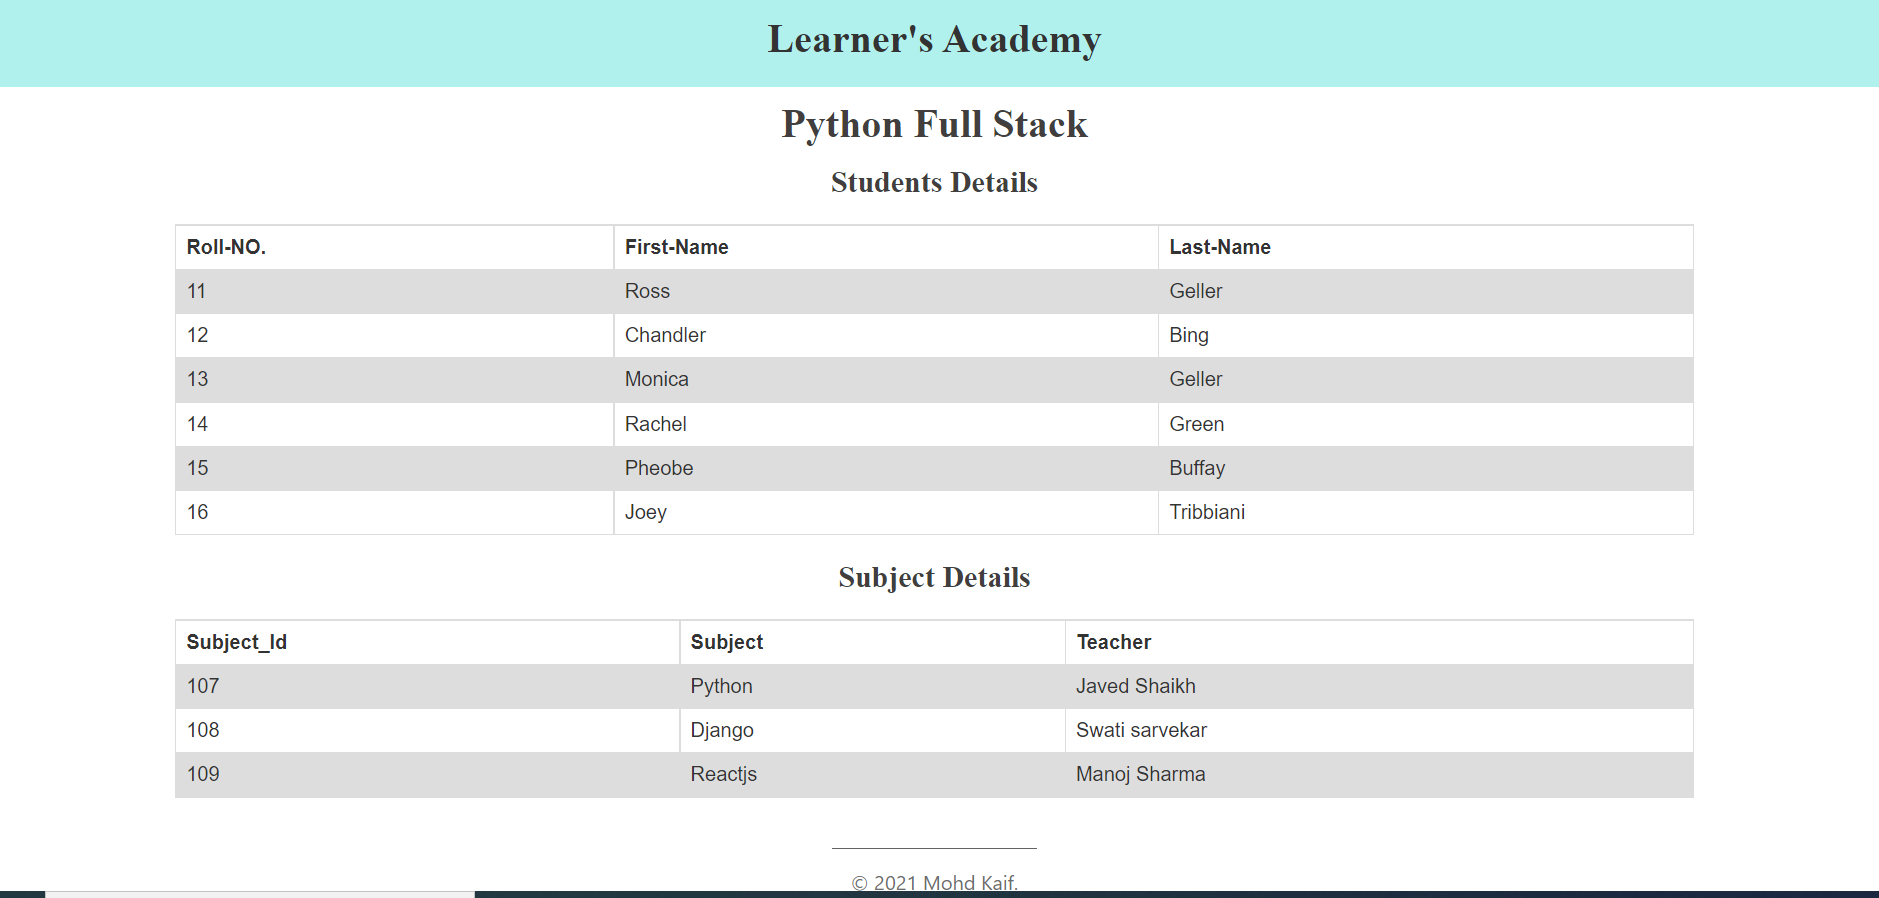 Learner's Academy
Python Full Stack
Students Details
Roll-NO. First-Name Last-Name
11 Ross Geller
12 Chandler Bing
13 Monica Geller
14 Rachel Green
15 Pheobe Buffay
16 Joey Tribbiani
Subject Details
Subject_Id Subject Teacher
107 Python Javed Shaikh
108 Django Swati sarvekar
109 Reactjs Manoj Sharma
© 2021 Mohd Kaif.